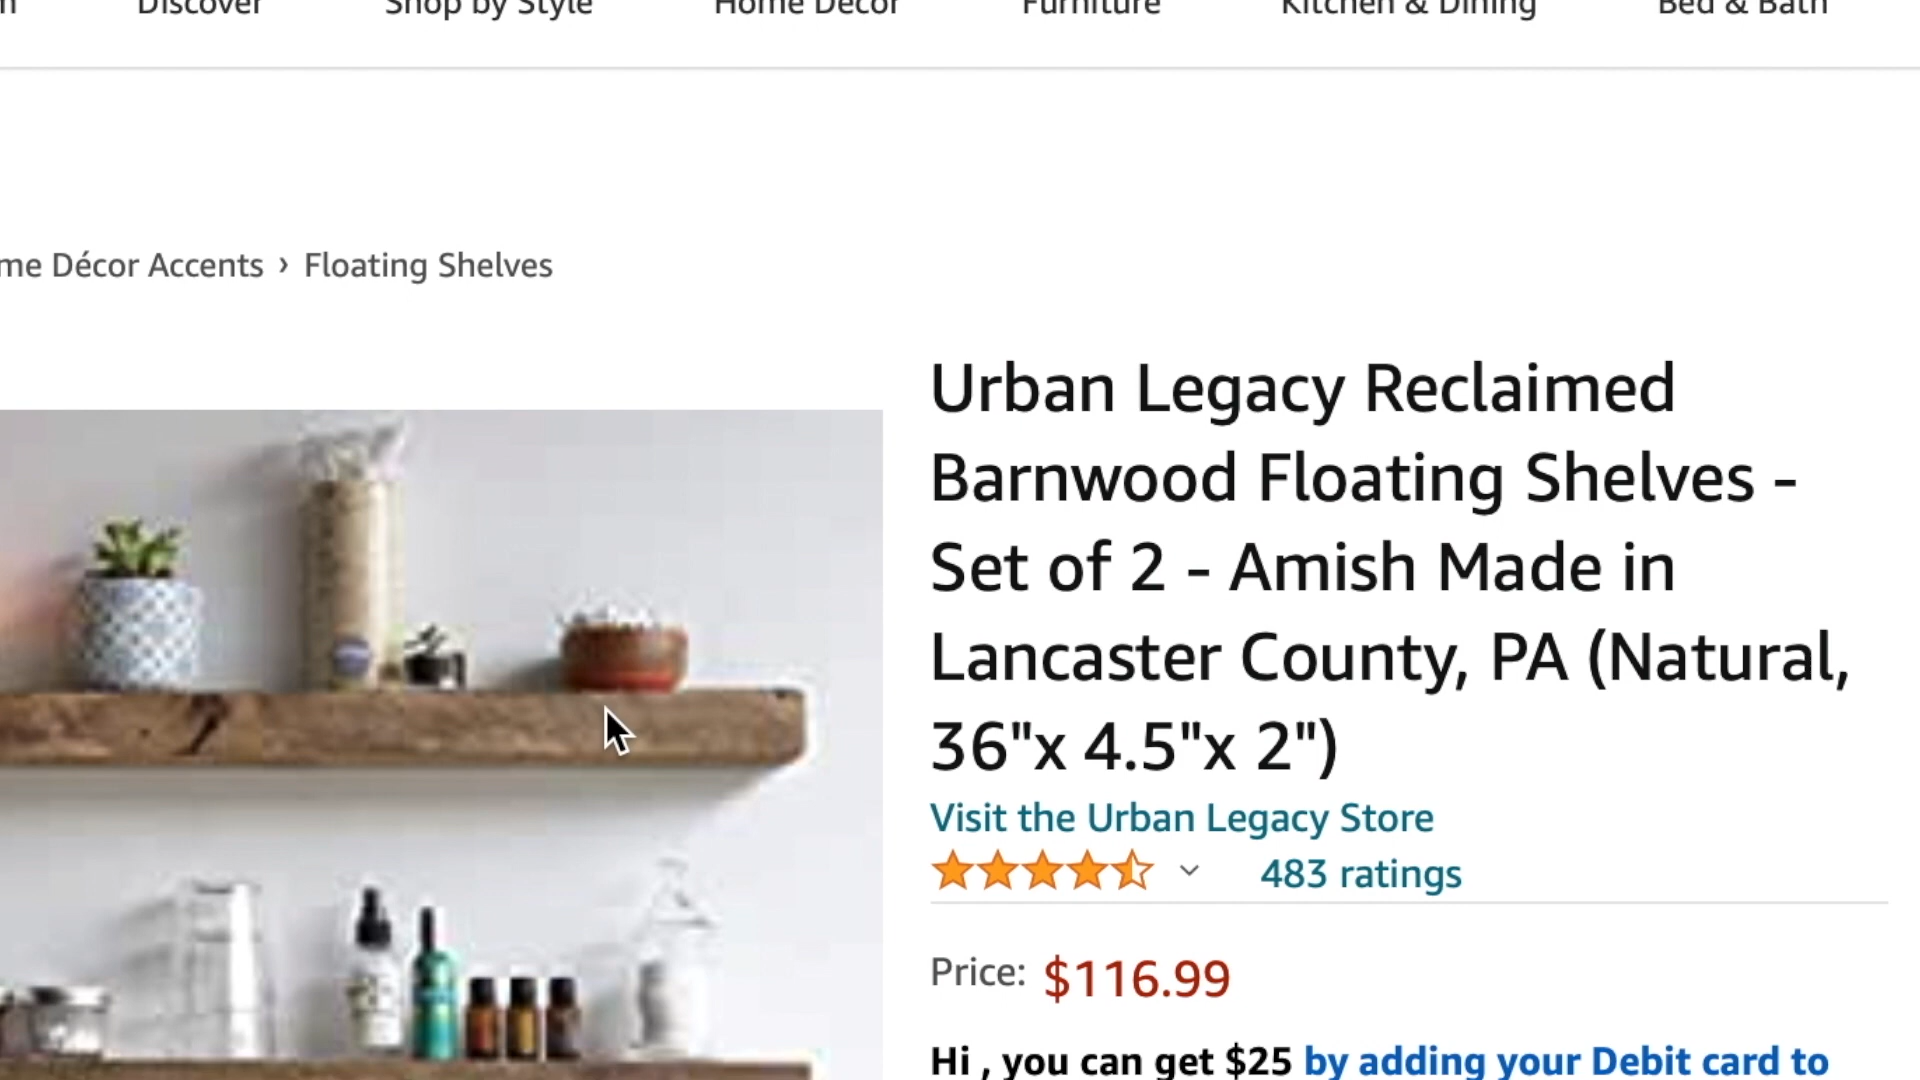 Discover Shop by Style Home Décor Furniture Kitchen & Dining Bed & Bath
me Décor Accents › Floating Shelves
Urban Legacy Reclaimed
Barnwood Floating Shelves -
Set of 2 - Amish Made in
Lancaster County, PA (Natural,
36"x 4.5"x 2")
Visit the Urban Legacy Store
483 ratings
Price: $116.99
Hi , you can get $25 by adding your Debit card to